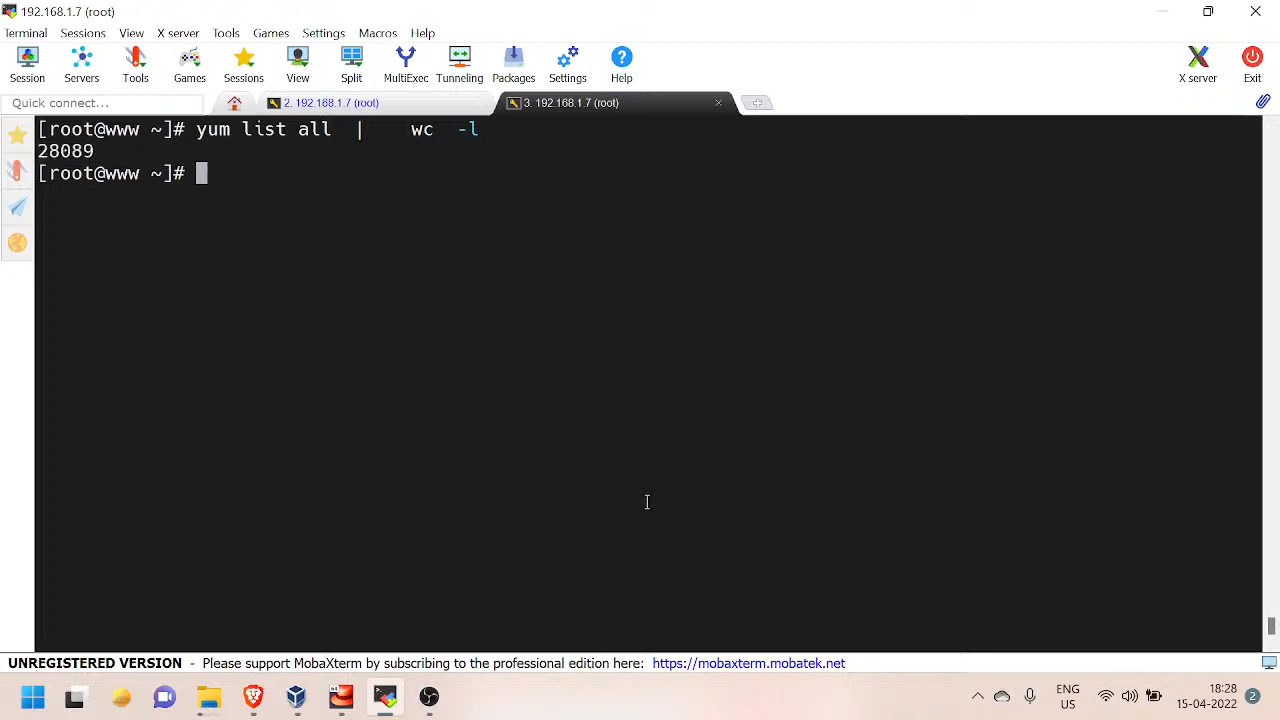 192.168.1.7 (root)
Terminal Sessions View X server Tools Games Settings Macros Help
Session Servers Tools Games Sessions View Split MultiExec Tunneling Packages Settings Help X server Exit
Quick connect... 2. 192.168.1.7 (root) 3. 192.168.1.7 (root)
[root@www ~]# yum list all  |    wc  -l
28089
[root@www ~]#
UNREGISTERED VERSION - Please support MobaXterm by subscribing to the professional edition here: https://mobaxterm.mobatek.net
ENG 18:28
US 15-04-2022 2